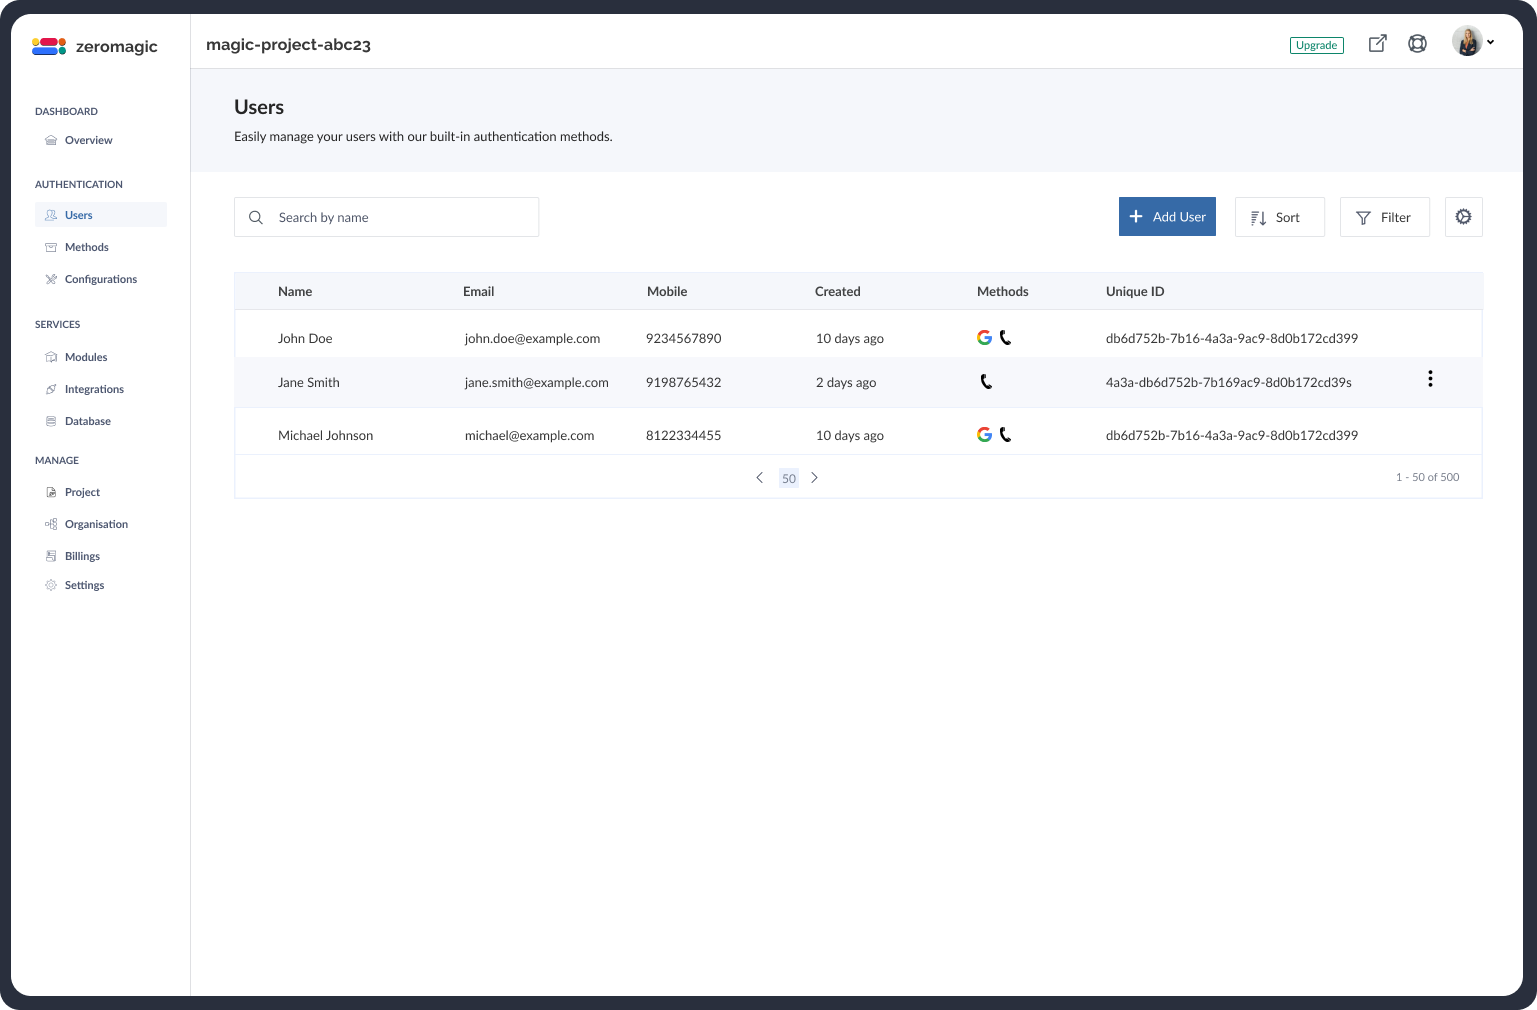 zeromagic
magic-project-abc23
Upgrade
DASHBOARD
Overview
AUTHENTICATION
Users
Methods
Configurations
SERVICES
Modules
Integrations
Database
MANAGE
Project
Organisation
Billings
Settings
Users
Easily manage your users with our built-in authentication methods.
Search by name
Add User
Sort
Filter
Name Email Mobile Created Methods Unique ID
John Doe john.doe@example.com 9234567890 10 days ago db6d752b-7b16-4a3a-9ac9-8d0b172cd399
Jane Smith jane.smith@example.com 9198765432 2 days ago 4a3a-db6d752b-7b169ac9-8d0b172cd39s
Michael Johnson michael@example.com 8122334455 10 days ago db6d752b-7b16-4a3a-9ac9-8d0b172cd399
50
1 - 50 of 500